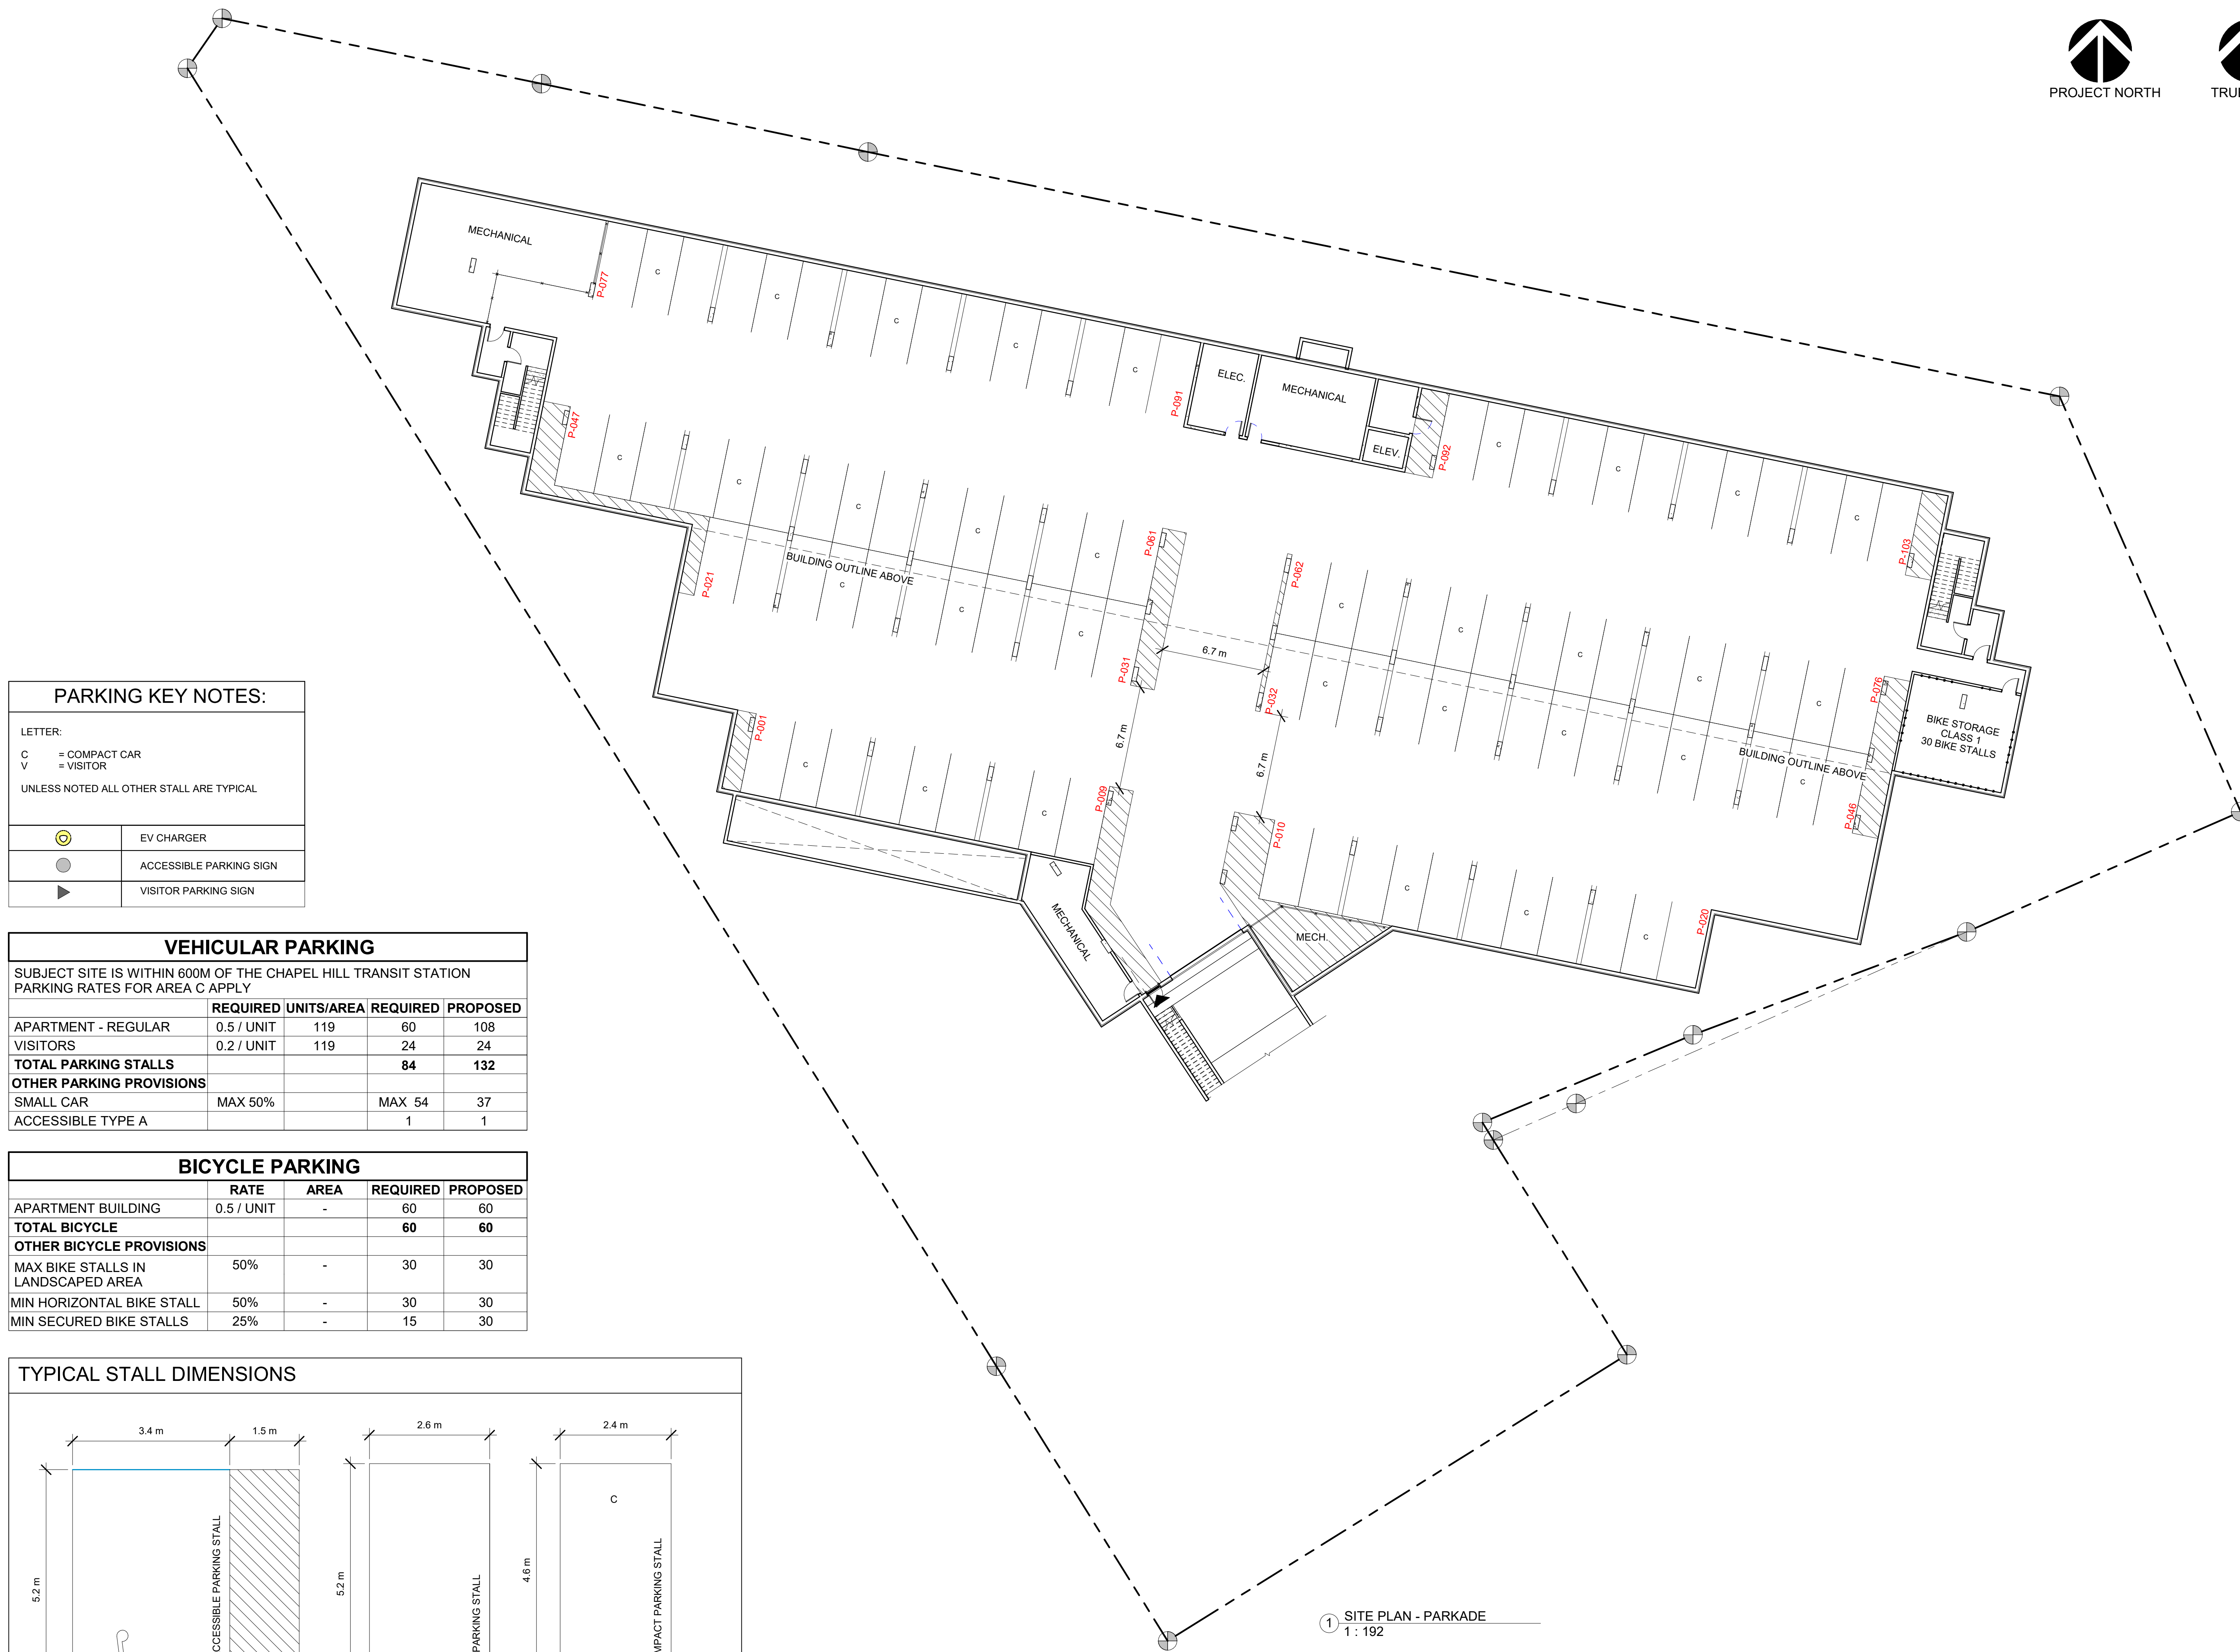 PROJECT NORTH
MECHANICAL
P-077
C
C
C
C
C
P-091
ELEC.
MECHANICAL
ELEV.
P-092
C
C
C
C
P-103
P-047
C
C
C
C
C
P-061
P-062
C
C
C
C
C
P-076
BUILDING OUTLINE ABOVE
P-021
C
C
C
P-031
6.7 m
P-032
C
C
C
C
C
P-046
BUILDING OUTLINE ABOVE
BIKE STORAGE
CLASS 1
30 BIKE STALLS
P-001
C
C
C
P-009
6.7 m
6.7 m
P-010
C
C
C
P-020
MECHANICAL
MECH.
PARKING KEY NOTES:
LETTER:
C = COMPACT CAR
V = VISITOR
UNLESS NOTED ALL OTHER STALL ARE TYPICAL
EV CHARGER
ACCESSIBLE PARKING SIGN
VISITOR PARKING SIGN
VEHICULAR PARKING
SUBJECT SITE IS WITHIN 600M OF THE CHAPEL HILL TRANSIT STATION
PARKING RATES FOR AREA C APPLY
REQUIRED UNITS/AREA REQUIRED PROPOSED
APARTMENT - REGULAR 0.5 / UNIT 119 60 108
VISITORS 0.2 / UNIT 119 24 24
TOTAL PARKING STALLS 84 132
OTHER PARKING PROVISIONS
SMALL CAR MAX 50% MAX 54 37
ACCESSIBLE TYPE A 1 1
BICYCLE PARKING
RATE AREA REQUIRED PROPOSED
APARTMENT BUILDING 0.5 / UNIT - 60 60
TOTAL BICYCLE 60 60
OTHER BICYCLE PROVISIONS
MAX BIKE STALLS IN 50% - 30 30
LANDSCAPED AREA
MIN HORIZONTAL BIKE STALL 50% - 30 30
MIN SECURED BIKE STALLS 25% - 15 30
TYPICAL STALL DIMENSIONS
3.4 m 1.5 m 2.6 m 2.4 m
C
5.2 m
5.2 m
PARKING STALL
PARKING STALL
4.6 m
PARKING STALL
1 SITE PLAN - PARKADE
1 : 192